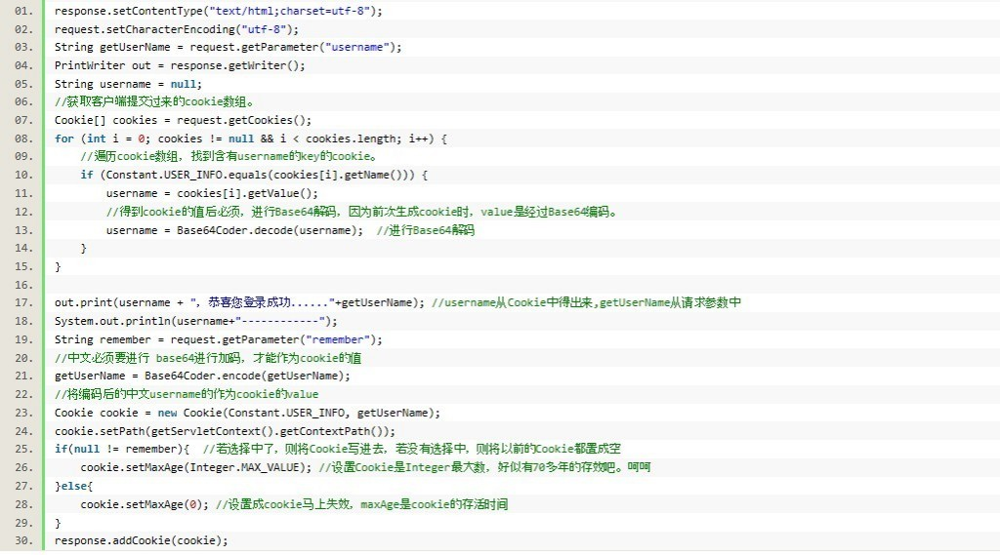 01. response.setContentType("text/html;charset=utf-8");
02. request.setCharacterEncoding("utf-8");
03. String getUserName = request.getParameter("username");
04. PrintWriter out = response.getWriter();
05. String username = null;
06. //获取客户端提交过来的cookie数组。
07. Cookie[] cookies = request.getCookies();
08. for (int i = 0; cookies != null && i < cookies.length; i++) {
09.     //遍历cookie数组，找到含有username的key的cookie。
10.     if (Constant.USER_INFO.equals(cookies[i].getName())) {
11.         username = cookies[i].getValue();
12.         //得到cookie的值后必须，进行Base64解码，因为前次生成cookie时，value是经过Base64编码。
13.         username = Base64Coder.decode(username);  //进行Base64解码
14.     }
15. }
16.
17. out.print(username + "，恭喜您登录成功......"+getUserName); //username从Cookie中得出来,getUserName从请求参数中
18. System.out.println(username+"------------");
19. String remember = request.getParameter("remember");
20. //中文必须要进行 base64进行加码，才能作为cookie的值
21. getUserName = Base64Coder.encode(getUserName);
22. //将编码后的中文username的作为cookie的value
23. Cookie cookie = new Cookie(Constant.USER_INFO, getUserName);
24. cookie.setPath(getServletContext().getContextPath());
25. if(null != remember){  //若选择中了，则将Cookie写进去，若没有选择中，则将以前的Cookie都置成空
26.     cookie.setMaxAge(Integer.MAX_VALUE); //设置Cookie是Integer最大数，好似有70多年的存效吧。呵呵
27. }else{
28.     cookie.setMaxAge(0); //设置成cookie马上失效，maxAge是cookie的存活时间
29. }
30. response.addCookie(cookie);